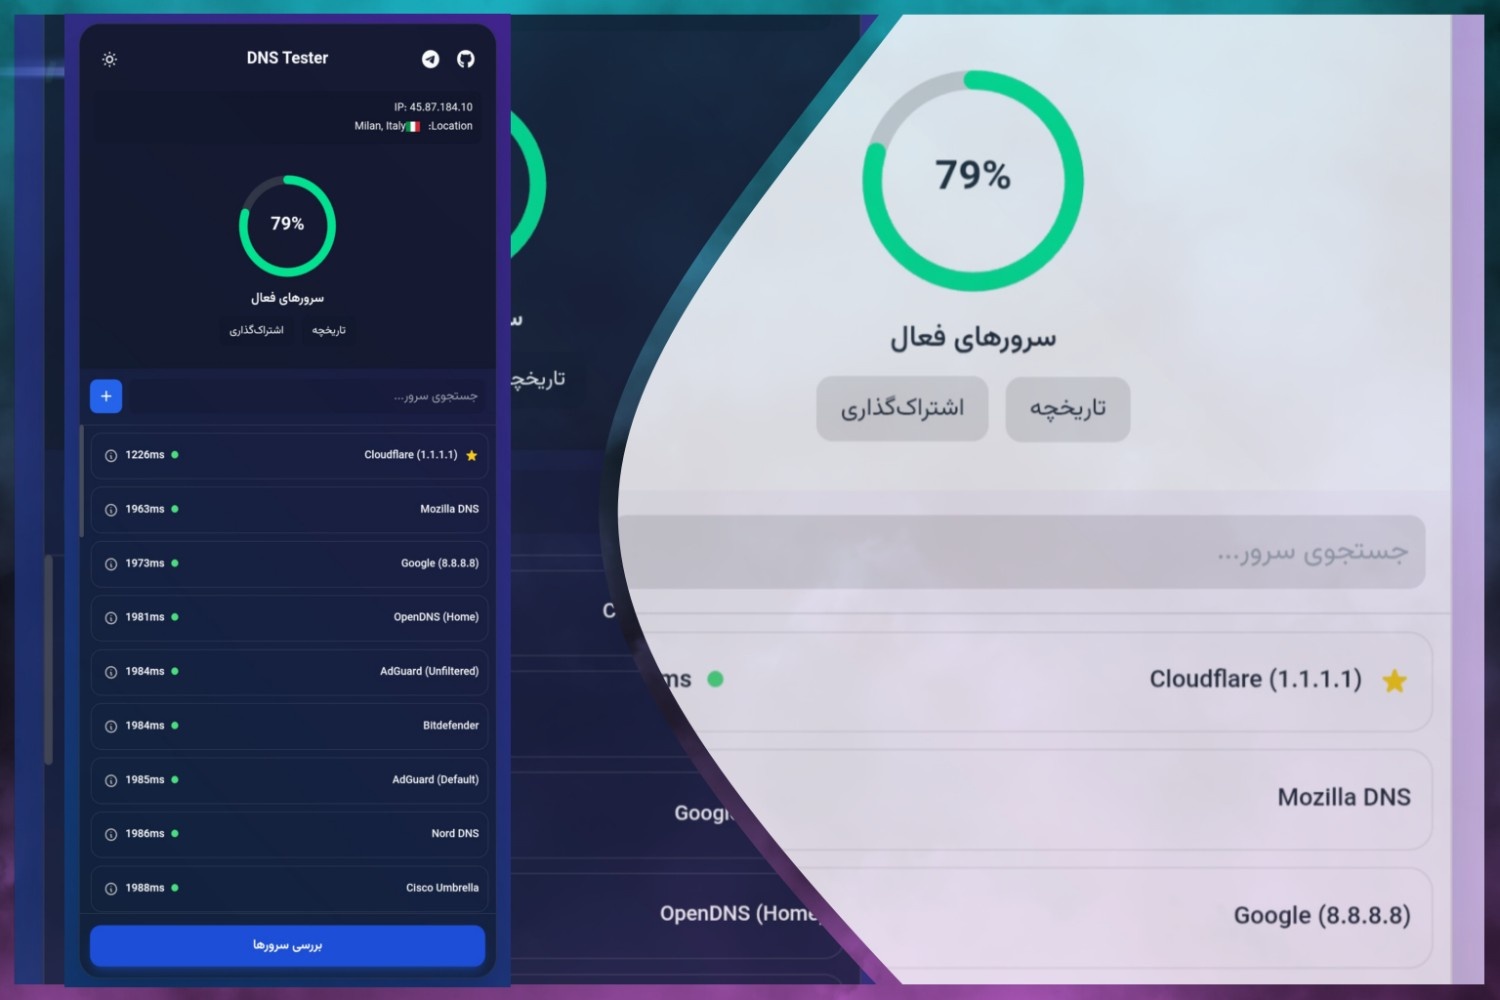 DNS Tester
IP: 45.87.184.10
Milan, Italy :Location
79%
سرورهای فعال
تاریخچه
اشتراک‌گذاری
+
جستجوی سرور...
Cloudflare (1.1.1.1) 1226ms
Mozilla DNS 1963ms
Google (8.8.8.8) 1973ms
OpenDNS (Home) 1981ms
AdGuard (Unfiltered) 1984ms
Bitdefender 1984ms
AdGuard (Default) 1985ms
Nord DNS 1986ms
Cisco Umbrella 1988ms
بررسی سرورها
س
تاریخچ
C
Googl
OpenDNS (Home
79%
سرورهای فعال
تاریخچه
اشتراک‌گذاری
جستجوی سرور...
Cloudflare (1.1.1.1) ms
Mozilla DNS
Google (8.8.8.8)